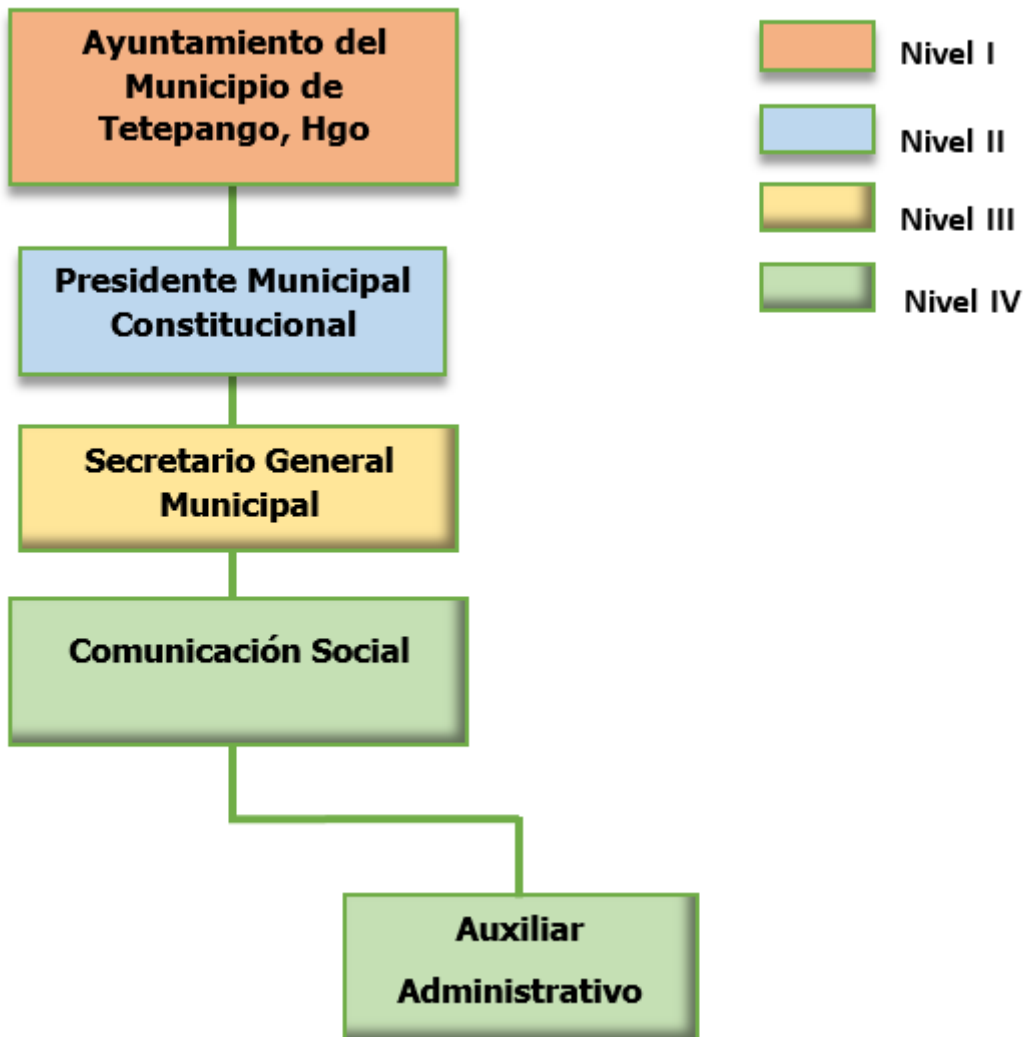 Ayuntamiento del
Municipio de
Tetepango, Hgo
Presidente Municipal
Constitucional
Secretario General
Municipal
Comunicación Social
Auxiliar
Administrativo
Nivel I
Nivel II
Nivel III
Nivel IV